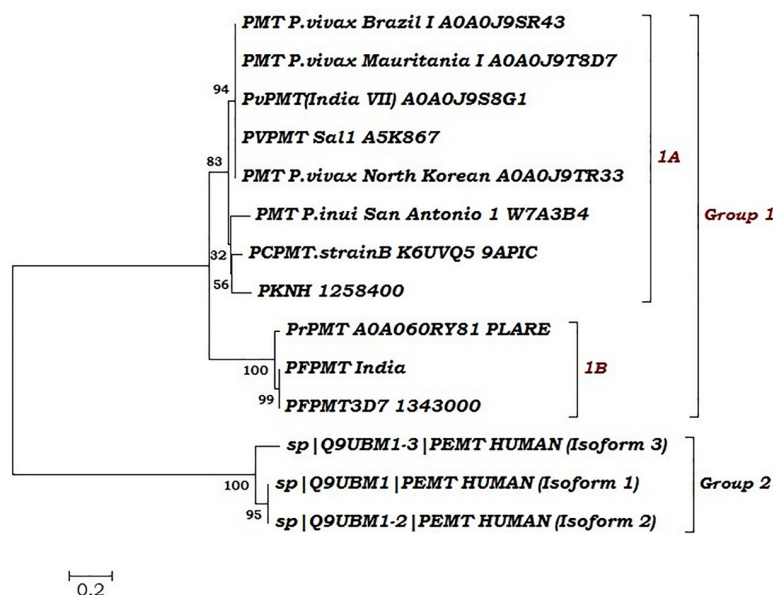 PMT P.vivax Brazil I A0A0J9SR43
PMT P.vivax Mauritania I A0A0J9T8D7
94
PvPMT(India VII) A0A0J9S8G1
PVPMT Sal1 A5K867
1A
83
PMT P.vivax North Korean A0A0J9TR33
PMT P.inui San Antonio 1 W7A3B4
Group 1
32
PCPMT.strainB K6UVQ5 9APIC
56
PKNH 1258400
PrPMT A0A060RY81 PLARE
100
PFPMT India
1B
99
PFPMT3D7 1343000
sp|Q9UBM1-3|PEMT HUMAN (Isoform 3)
100
sp|Q9UBM1|PEMT HUMAN (Isoform 1)
Group 2
95
sp|Q9UBM1-2|PEMT HUMAN (Isoform 2)
0.2